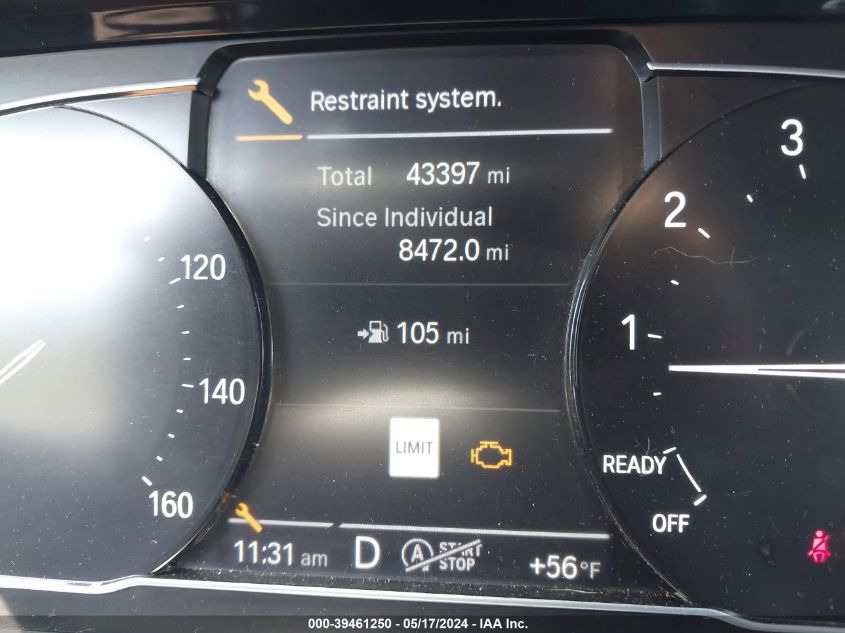 Restraint system.
Total 43397 mi
Since Individual
8472.0 mi
105 mi
LIMIT
11:31 am D A START STOP +56°F
120
140
160
3
2
1
READY
OFF
000-39461250 - 05/17/2024 - IAA Inc.